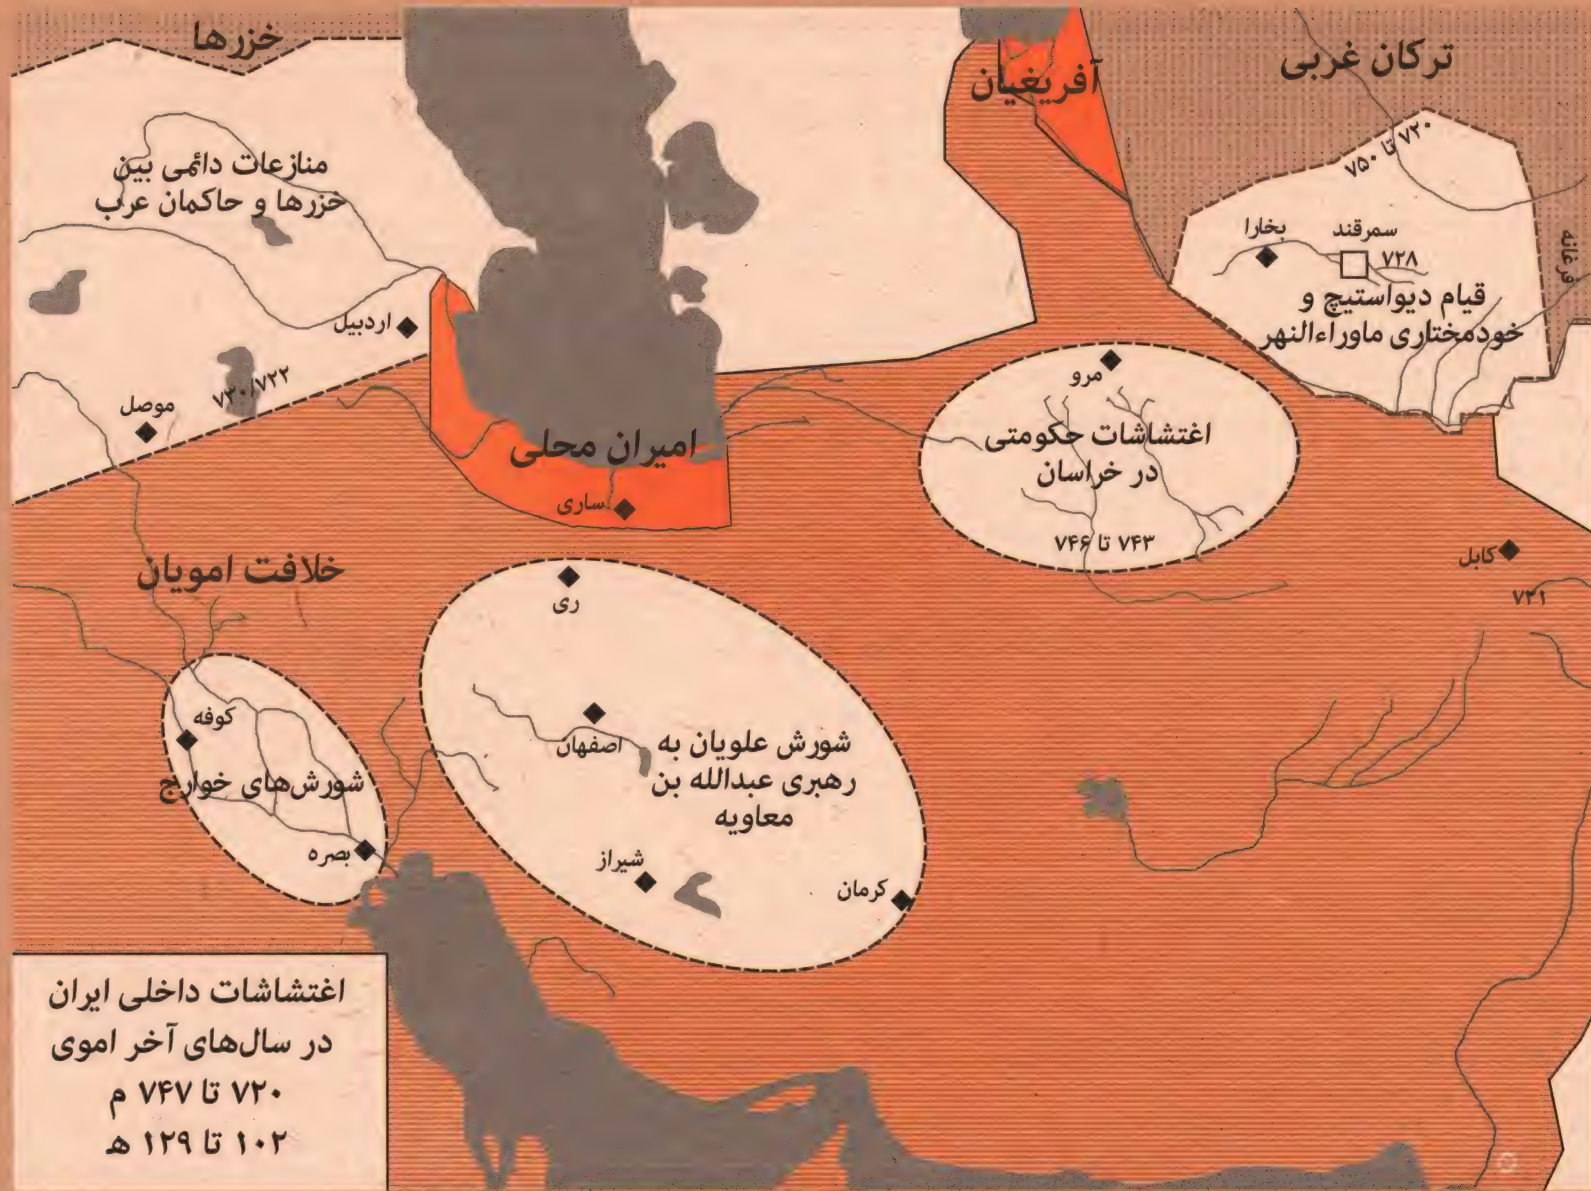 خزرها
آفریغیان
ترکان غربی
۷۲۰ تا ۷۵۰
منازعات دائمی بین
خزرها و حاکمان عرب
فرغانه
سمرقند
بخارا
۷۲۸
قیام دیواستیچ و
خودمختاری ماوراءالنهر
اردبیل
۷۳۰/۷۲۲
موصل
مرو
اغتشاشات حکومتی
در خراسان
۷۴۳ تا ۷۴۶
امیران محلی
ساری
کابل
۷۲۱
خلافت امویان
ری
کوفه
شورش‌های خوارج
بصره
اصفهان
شورش علویان به
رهبری عبدالله بن
معاویه
شیراز
کرمان
اغتشاشات داخلی ایران
در سال‌های آخر اموی
۷۲۰ تا ۷۴۷ م
۱۰۲ تا ۱۲۹ ه